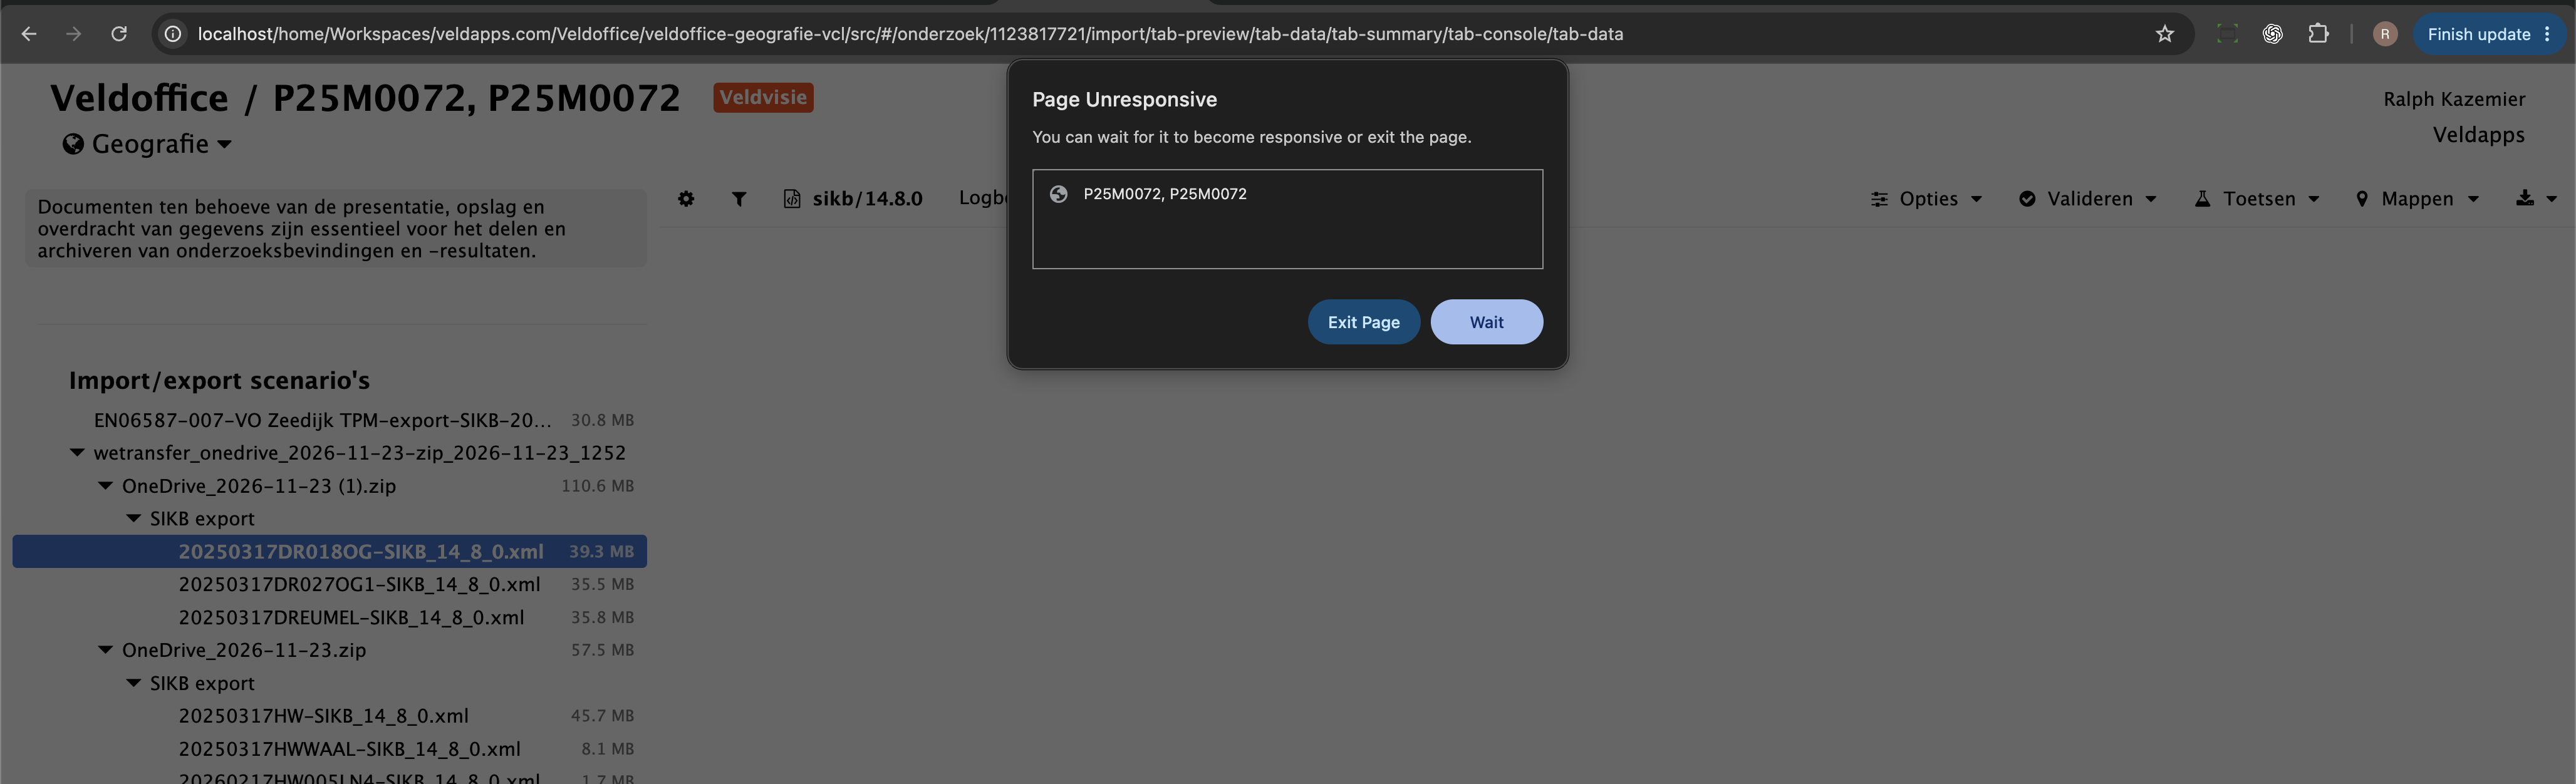 localhost/home/Workspaces/veldapps.com/Veldoffice/veldoffice-geografie-vcl/src/#/onderzoek/1123817721/import/tab-preview/tab-data/tab-summary/tab-console/tab-data
R
Finish update
Veldoffice / P25M0072, P25M0072
Veldvisie
Geografie
Ralph Kazemier
Veldapps
Page Unresponsive
You can wait for it to become responsive or exit the page.
P25M0072, P25M0072
Exit Page
Wait
sikb/14.8.0
Logb
Opties
Valideren
Toetsen
Mappen
Documenten ten behoeve van de presentatie, opslag en
overdracht van gegevens zijn essentieel voor het delen en
archiveren van onderzoeksbevindingen en -resultaten.
Import/export scenario's
EN06587-007-VO Zeedijk TPM-export-SIKB-20... 30.8 MB
wetransfer_onedrive_2026-11-23-zip_2026-11-23_1252
OneDrive_2026-11-23 (1).zip 110.6 MB
SIKB export
20250317DR018OG-SIKB_14_8_0.xml 39.3 MB
20250317DR027OG1-SIKB_14_8_0.xml 35.5 MB
20250317DREUMEL-SIKB_14_8_0.xml 35.8 MB
OneDrive_2026-11-23.zip 57.5 MB
SIKB export
20250317HW-SIKB_14_8_0.xml 45.7 MB
20250317HWWAAL-SIKB_14_8_0.xml 8.1 MB
20260217HW005LN4-SIKB_14_8_0.xml 1.7 MB